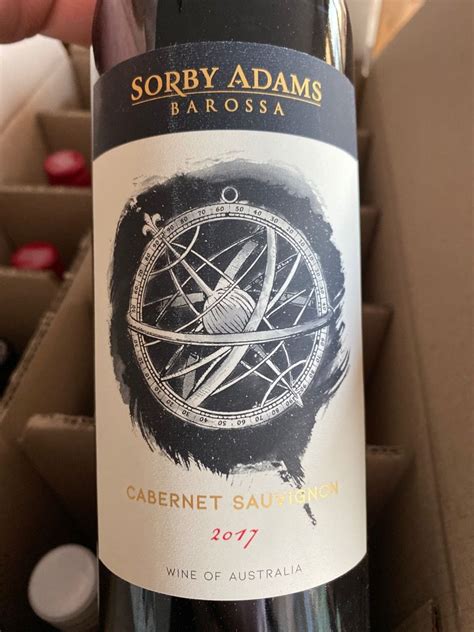 SORBY ADAMS
BAROSSA
CABERNET SAUVIGNON
2017
WINE OF AUSTRALIA